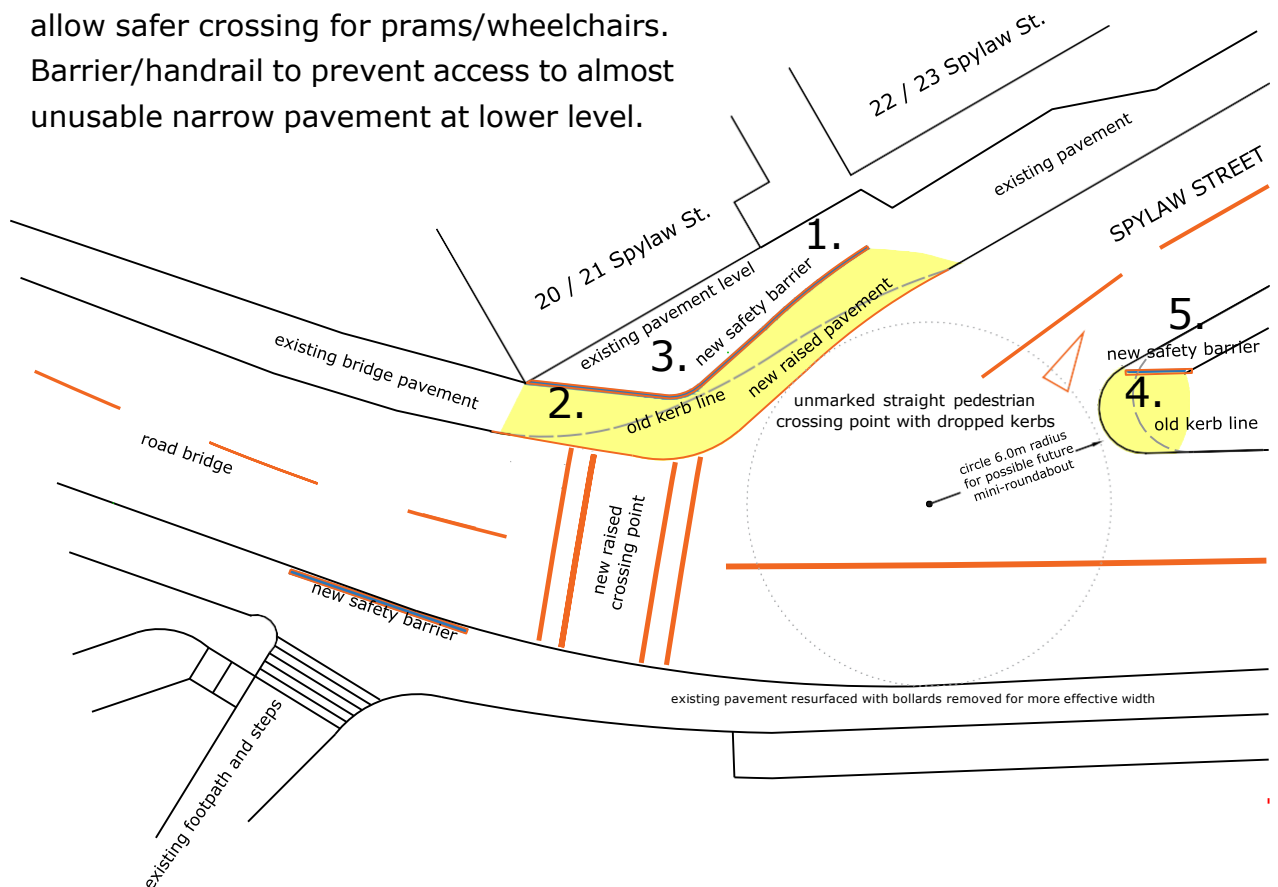 allow safer crossing for prams/wheelchairs.
Barrier/handrail to prevent access to almost
unusable narrow pavement at lower level.
22 / 23 Spylaw St.
existing pavement
SPYLAW STREET
20 / 21 Spylaw St.
1.
existing pavement level
new safety barrier
3.
new raised pavement
5.
new safety barrier
existing bridge pavement
2.
old kerb line
unmarked straight pedestrian
crossing point with dropped kerbs
4.
old kerb line
road bridge
circle 6.0m radius
for possible future
mini-roundabout
new raised
crossing point
new safety barrier
existing pavement resurfaced with bollards removed for more effective width
existing footpath and steps